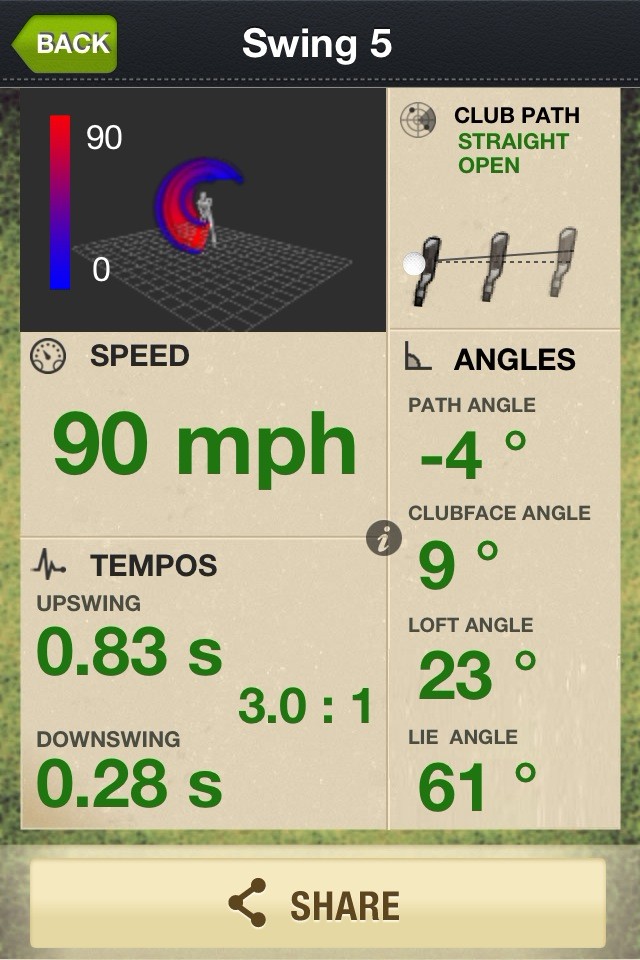 BACK
Swing 5
90
0
CLUB PATH
STRAIGHT
OPEN
SPEED
90 mph
TEMPOS
UPSWING
0.83 s
3.0 : 1
DOWNSWING
0.28 s
i
ANGLES
PATH ANGLE
-4 °
CLUBFACE ANGLE
9 °
LOFT ANGLE
23 °
LIE ANGLE
61 °
SHARE